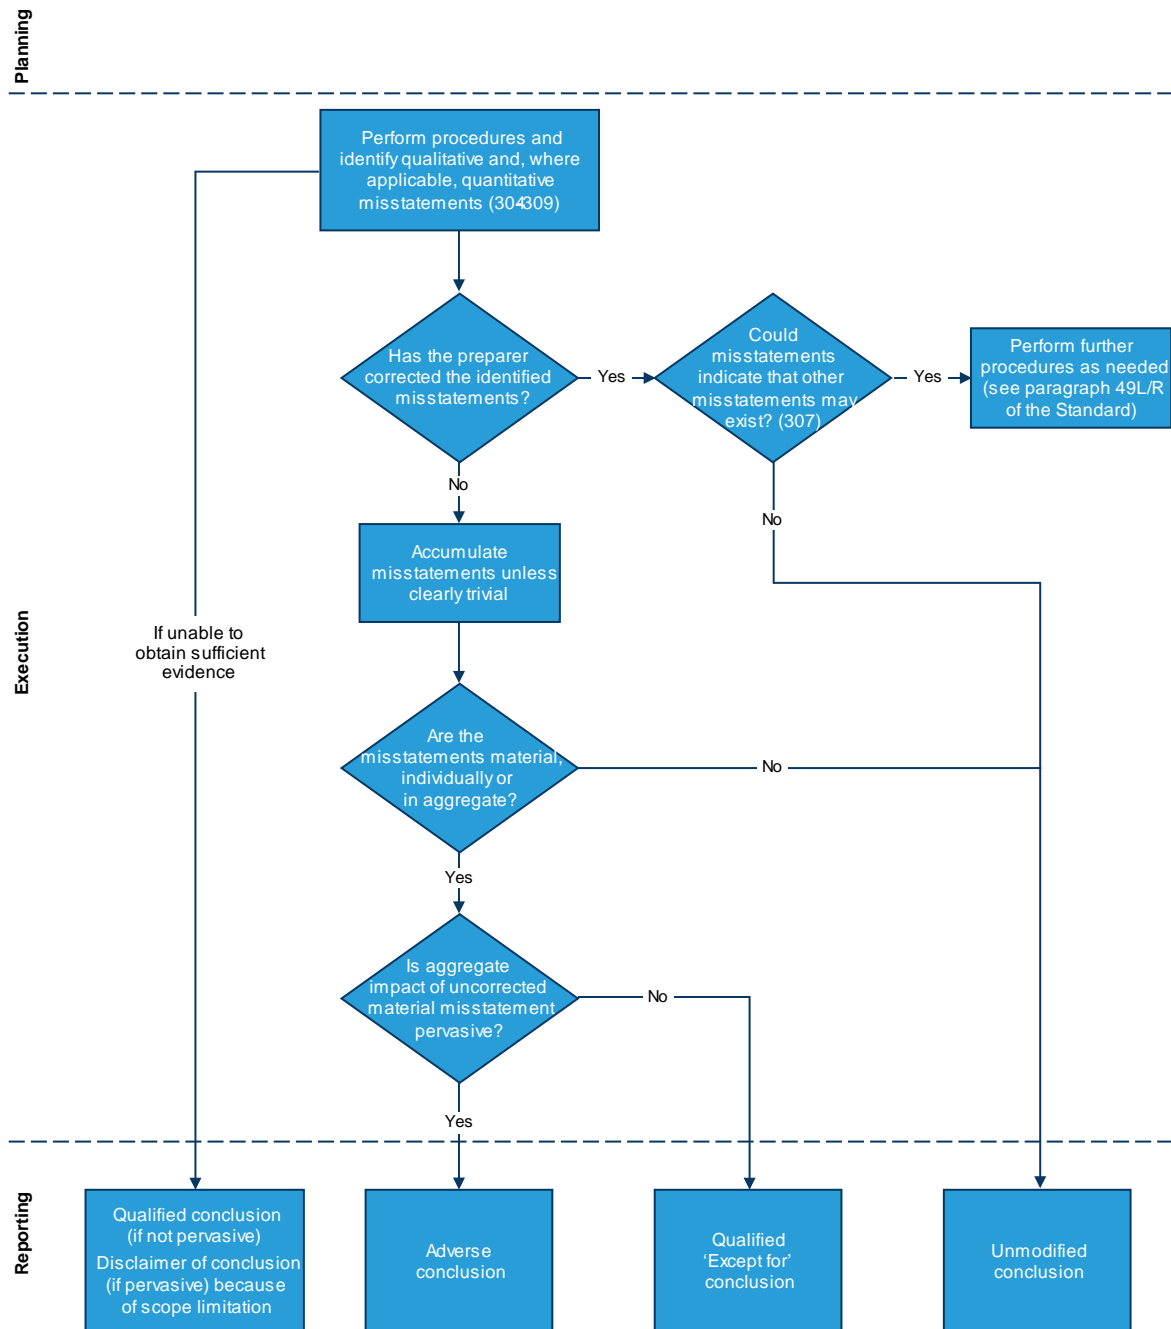 Planning
Perform procedures and
identify qualitative and, where
applicable, quantitative
misstatements (304-309)
Has the preparer
corrected the identified
misstatements?
Yes
Could
misstatements
indicate that other
misstatements may
exist? (307)
Yes
Perform further
procedures as needed
(see paragraph 49L/R
of the Standard)
No
No
Accumulate
misstatements unless
clearly trivial
Execution
If unable to
obtain sufficient
evidence
Are the
misstatements material,
individually or
in aggregate?
No
Yes
Is aggregate
impact of uncorrected
material misstatement
pervasive?
No
Yes
Reporting
Qualified conclusion
(if not pervasive)
Disclaimer of conclusion
(if pervasive) because
of scope limitation
Adverse
conclusion
Qualified
‘Except for’
conclusion
Unmodified
conclusion